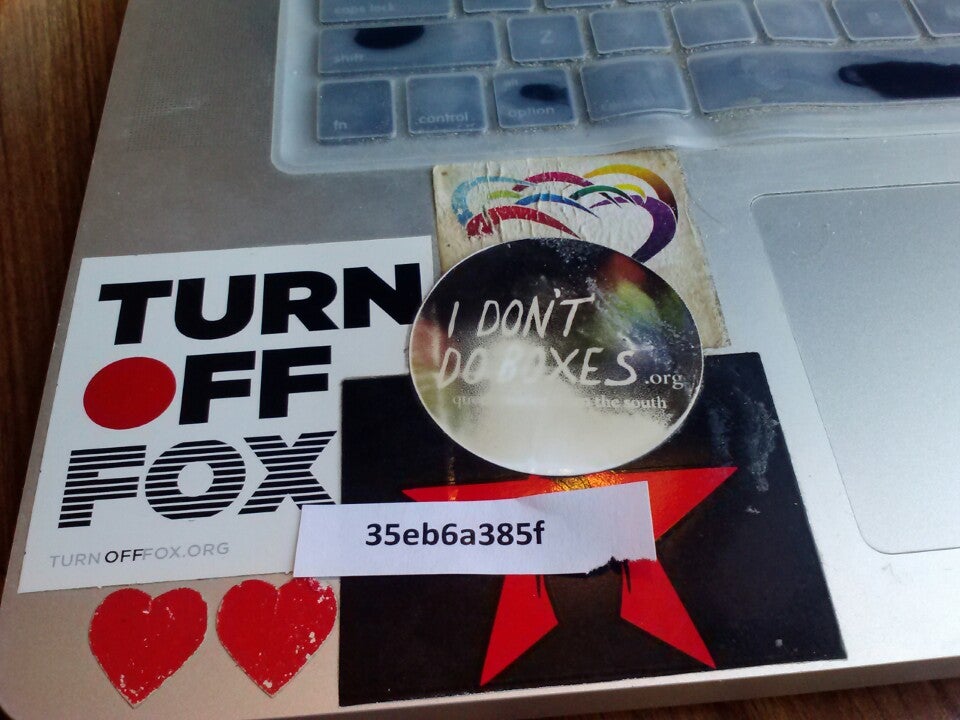 caps lock
shift
Z
B
fn
control
option
TURN
OFF
FOX
TURNOFFFOX.ORG
I DON'T
DO BOXES.org
the south
35eb6a385f